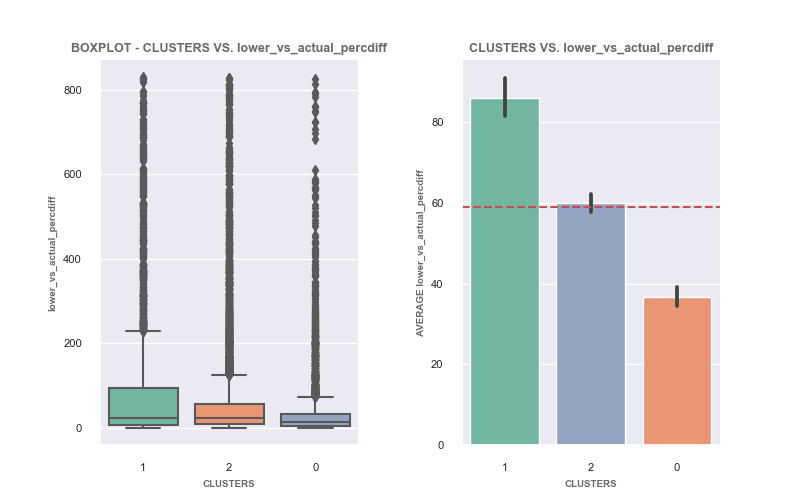 BOXPLOT - CLUSTERS VS. lower_vs_actual_percdiff
800
600
400
200
0
lower_vs_actual_percdiff
1 2 0
CLUSTERS
CLUSTERS VS. lower_vs_actual_percdiff
80
60
40
20
0
AVERAGE lower_vs_actual_percdiff
1 2 0
CLUSTERS